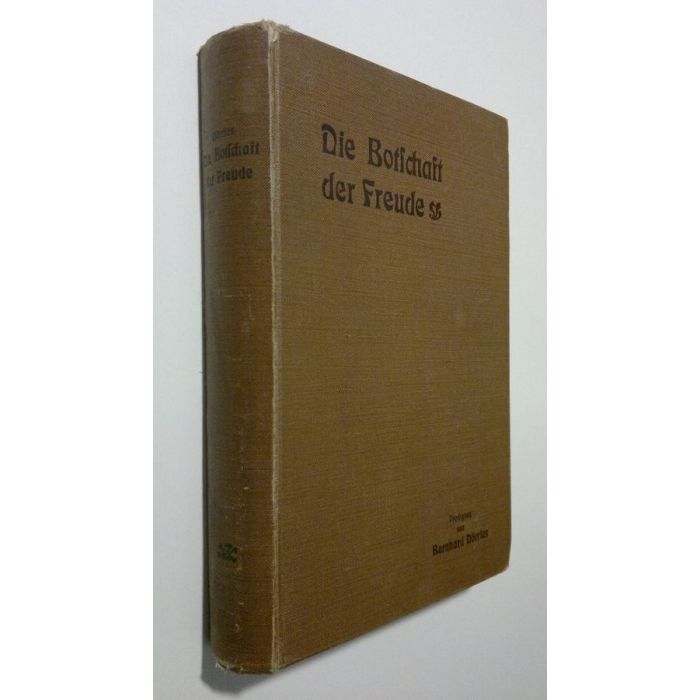 Dörries
Die Botschaft
der Freude
Die Botschaft
der Freude
Predigten
von
Bernhard Dörries